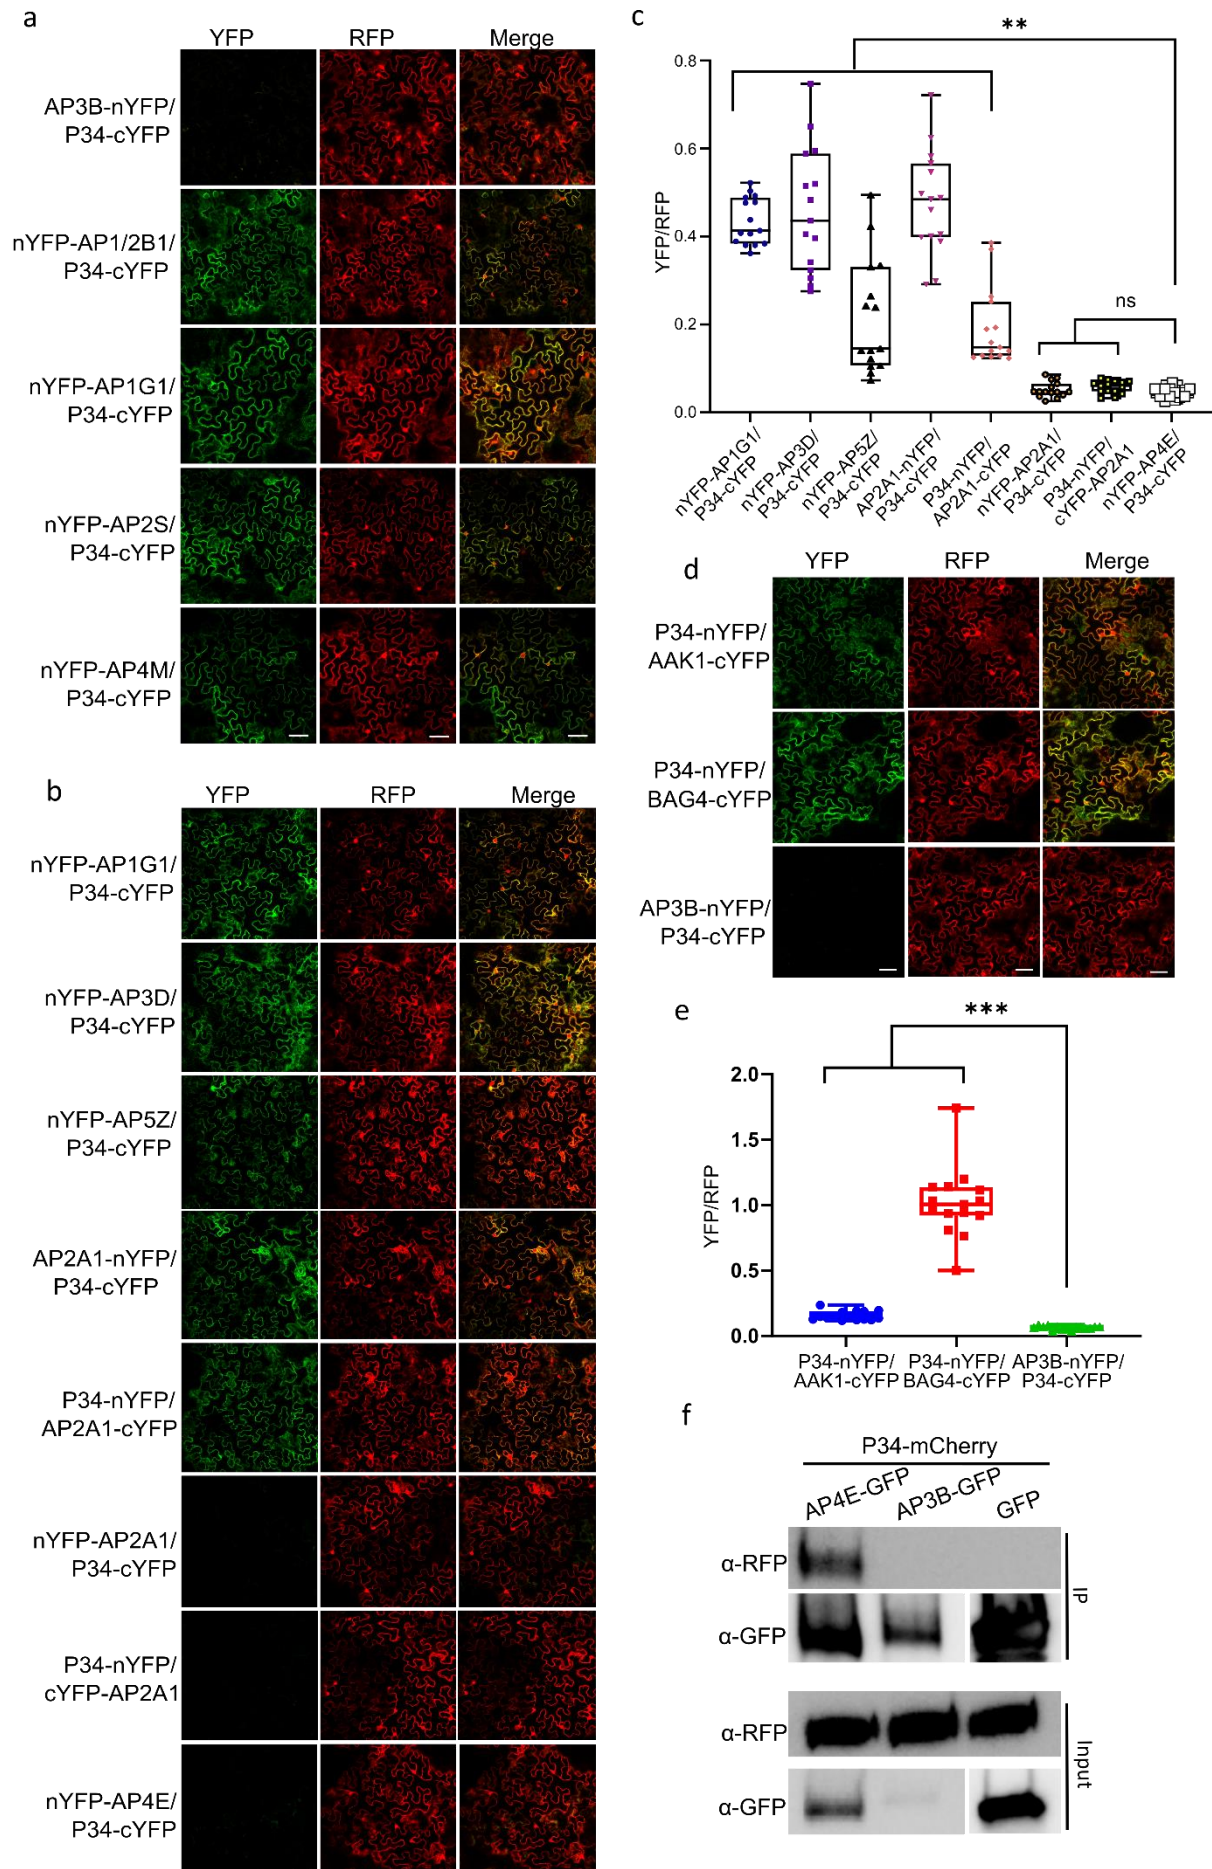 a
YFP RFP Merge
AP3B-nYFP/
P34-cYFP
nYFP-AP1/2B1/
P34-cYFP
nYFP-AP1G1/
P34-cYFP
nYFP-AP2S/
P34-cYFP
nYFP-AP4M/
P34-cYFP
b
YFP RFP Merge
nYFP-AP1G1/
P34-cYFP
nYFP-AP3D/
P34-cYFP
nYFP-AP5Z/
P34-cYFP
AP2A1-nYFP/
P34-cYFP
P34-nYFP/
AP2A1-cYFP
nYFP-AP2A1/
P34-cYFP
P34-nYFP/
cYFP-AP2A1
nYFP-AP4E/
P34-cYFP
c
**
ns
YFP/RFP
0.8
0.6
0.4
0.2
0.0
nYFP-AP1G1/
P34-cYFP
nYFP-AP3D/
P34-cYFP
nYFP-AP5Z/
P34-cYFP
AP2A1-nYFP/
P34-cYFP
P34-nYFP/
AP2A1-cYFP
nYFP-AP2A1/
P34-cYFP
P34-nYFP/
cYFP-AP2A1
nYFP-AP4E/
P34-cYFP
d
YFP RFP Merge
P34-nYFP/
AAK1-cYFP
P34-nYFP/
BAG4-cYFP
AP3B-nYFP/
P34-cYFP
e
***
YFP/RFP
2.0
1.5
1.0
0.5
0.0
P34-nYFP/ P34-nYFP/ AP3B-nYFP/
AAK1-cYFP BAG4-cYFP P34-cYFP
f
P34-mCherry
AP4E-GFP AP3B-GFP GFP
α-RFP
α-GFP
IP
α-RFP
α-GFP
Input